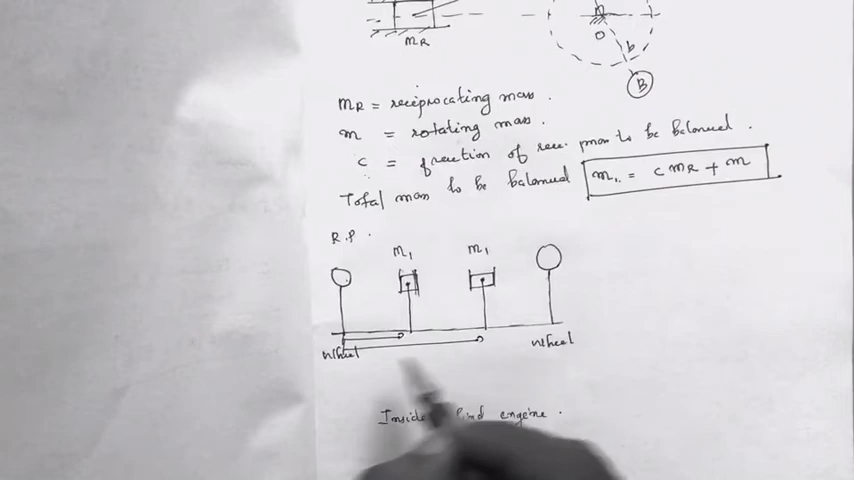 mR
O
b
B
mR = reciprocating mass.
m = rotating mass.
c = fraction of rec. mass to be balanced.
Total mass to be balanced m1 = c mR + m
R.P.
m1 m1
wheel wheel
Inside engine.